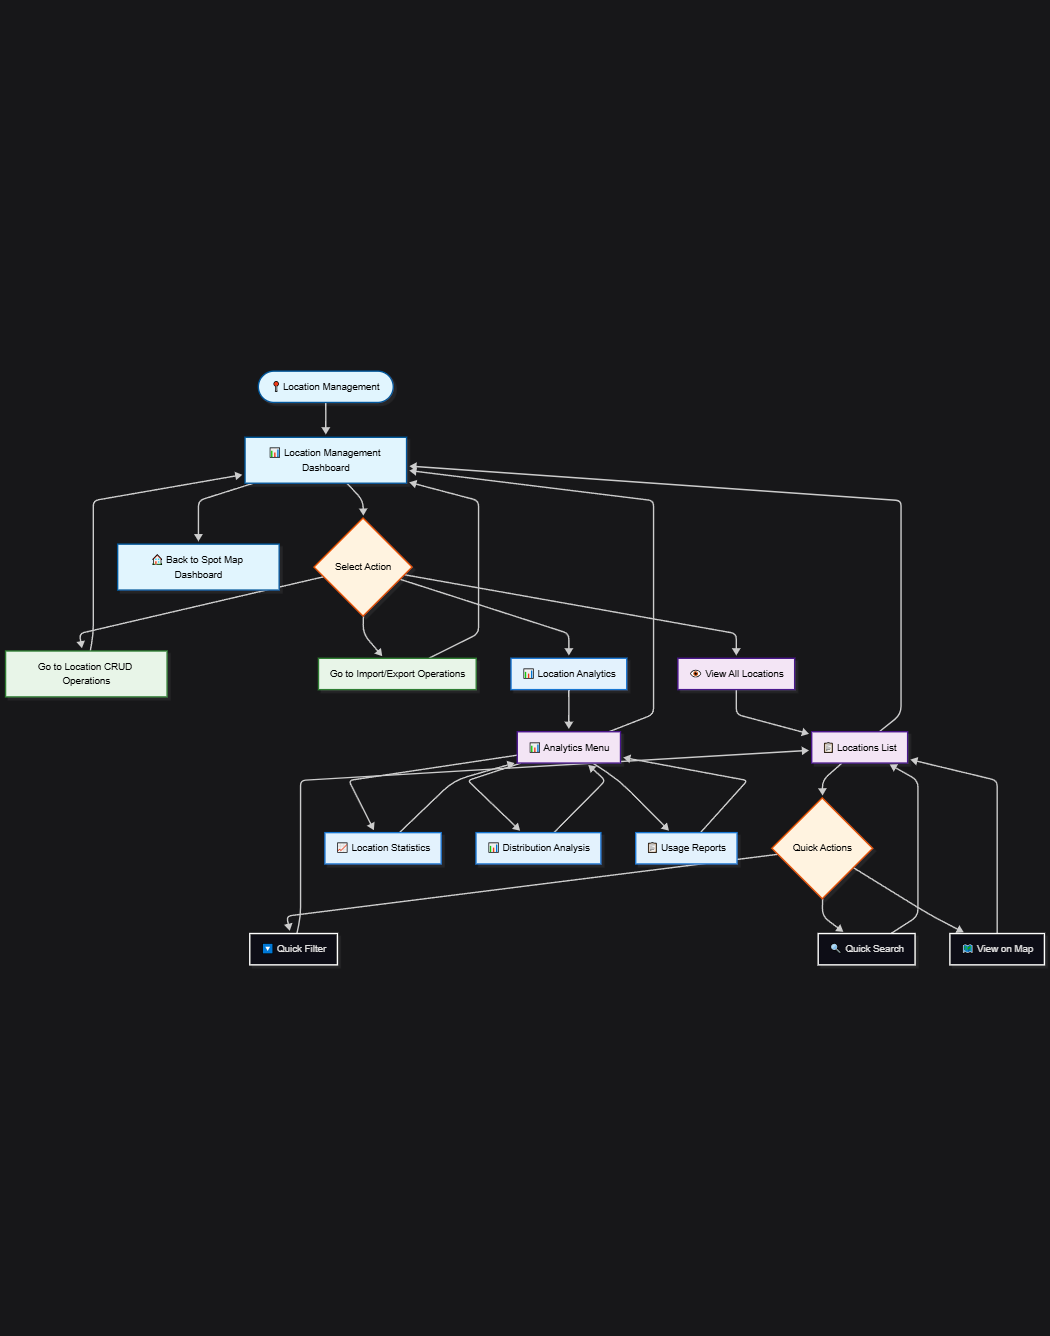 Location Management
Location Management
Dashboard
Back to Spot Map
Dashboard
Select Action
Go to Location CRUD
Operations
Go to Import/Export Operations
Location Analytics
View All Locations
Analytics Menu
Locations List
Location Statistics
Distribution Analysis
Usage Reports
Quick Actions
Quick Filter
Quick Search
View on Map